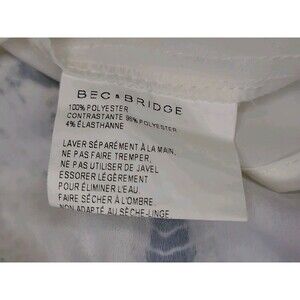 BEC & BRIDGE
100% POLYESTER
CONTRASTANTE 96% POLYESTER
4% ÉLASTHANNE
LAVER SÉPARÉMENT À LA MAIN.
NE PAS FAIRE TREMPER.
NE PAS UTILISER DE JAVEL
ESSORER LÉGÈREMENT
POUR ÉLIMINER L'EAU.
FAIRE SÉCHER À L'OMBRE.
NON ADAPTÉ AU SÈCHE-LINGE.